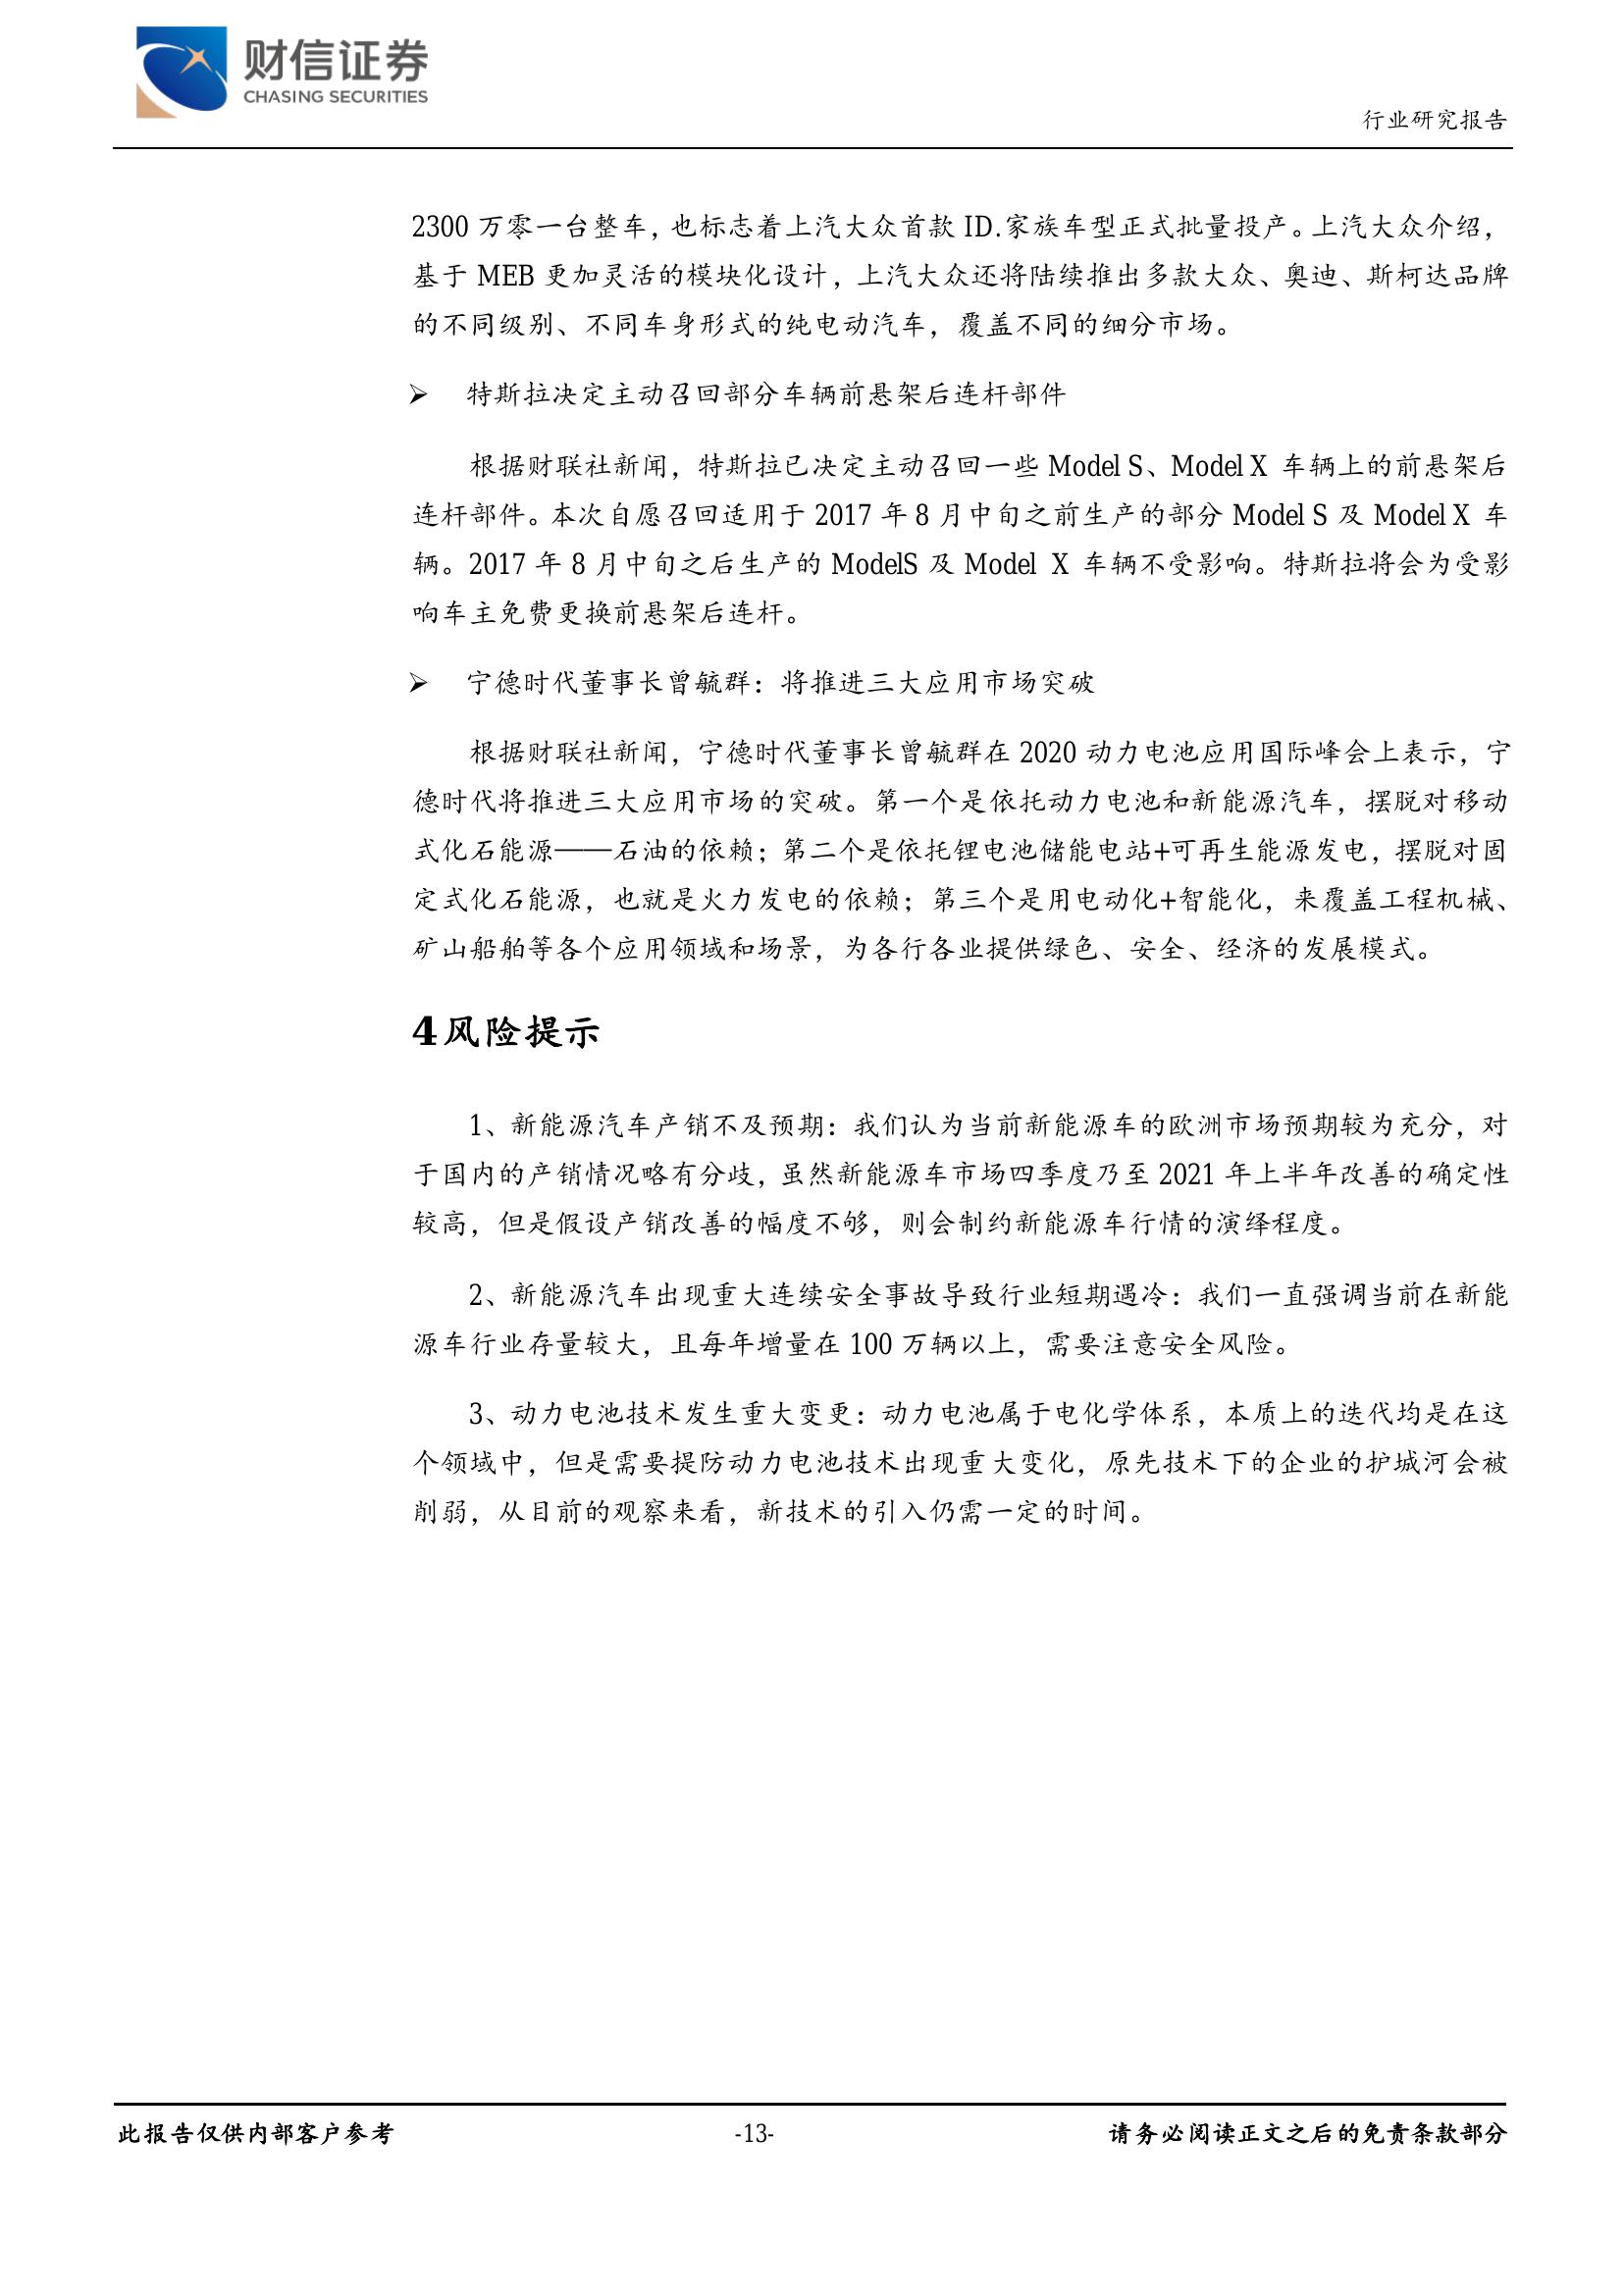 财信证券
CHASING SECURITIES
行业研究报告
2300 万零一台整车，也标志着上汽大众首款 ID.家族车型正式批量投产。上汽大众介绍，
基于 MEB 更加灵活的模块化设计，上汽大众还将陆续推出多款大众、奥迪、斯柯达品牌
的不同级别、不同车身形式的纯电动汽车，覆盖不同的细分市场。
➢ 特斯拉决定主动召回部分车辆前悬架后连杆部件
根据财联社新闻，特斯拉已决定主动召回一些 Model S、Model X 车辆上的前悬架后
连杆部件。本次自愿召回适用于 2017 年 8 月中旬之前生产的部分 Model S 及 Model X 车
辆。2017 年 8 月中旬之后生产的 ModelS 及 Model X 车辆不受影响。特斯拉将会为受影
响车主免费更换前悬架后连杆。
➢ 宁德时代董事长曾毓群：将推进三大应用市场突破
根据财联社新闻，宁德时代董事长曾毓群在 2020 动力电池应用国际峰会上表示，宁
德时代将推进三大应用市场的突破。第一个是依托动力电池和新能源汽车，摆脱对移动
式化石能源——石油的依赖；第二个是依托锂电池储能电站+可再生能源发电，摆脱对固
定式化石能源，也就是火力发电的依赖；第三个是用电动化+智能化，来覆盖工程机械、
矿山船舶等各个应用领域和场景，为各行各业提供绿色、安全、经济的发展模式。
4 风险提示
1、新能源汽车产销不及预期：我们认为当前新能源车的欧洲市场预期较为充分，对
于国内的产销情况略有分歧，虽然新能源车市场四季度乃至 2021 年上半年改善的确定性
较高，但是假设产销改善的幅度不够，则会制约新能源车行情的演绎程度。
2、新能源汽车出现重大连续安全事故导致行业短期遇冷：我们一直强调当前在新能
源车行业存量较大，且每年增量在 100 万辆以上，需要注意安全风险。
3、动力电池技术发生重大变更：动力电池属于电化学体系，本质上的迭代均是在这
个领域中，但是需要提防动力电池技术出现重大变化，原先技术下的企业的护城河会被
削弱，从目前的观察来看，新技术的引入仍需一定的时间。
此报告仅供内部客户参考 -13- 请务必阅读正文之后的免责条款部分